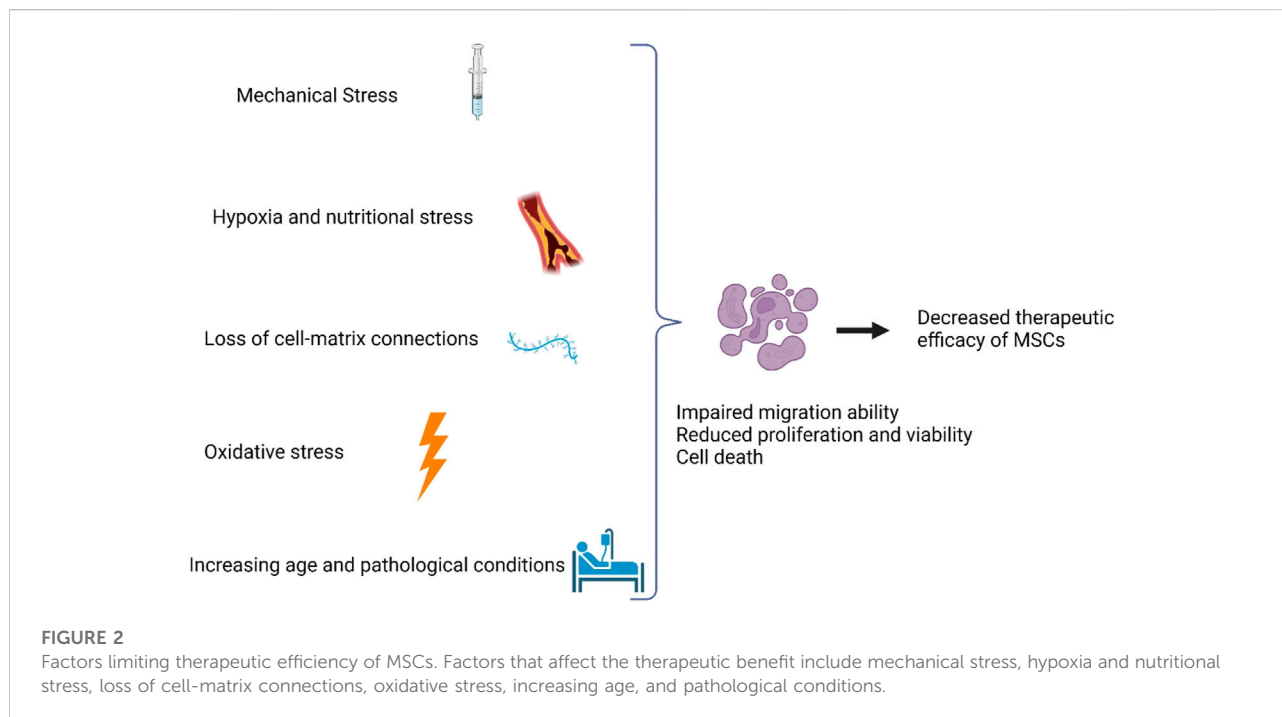 Mechanical Stress
Hypoxia and nutritional stress
Loss of cell-matrix connections
Oxidative stress
Increasing age and pathological conditions
Impaired migration ability
Reduced proliferation and viability
Cell death
Decreased therapeutic
efficacy of MSCs
FIGURE 2
Factors limiting therapeutic efficiency of MSCs. Factors that affect the therapeutic benefit include mechanical stress, hypoxia and nutritional
stress, loss of cell-matrix connections, oxidative stress, increasing age, and pathological conditions.